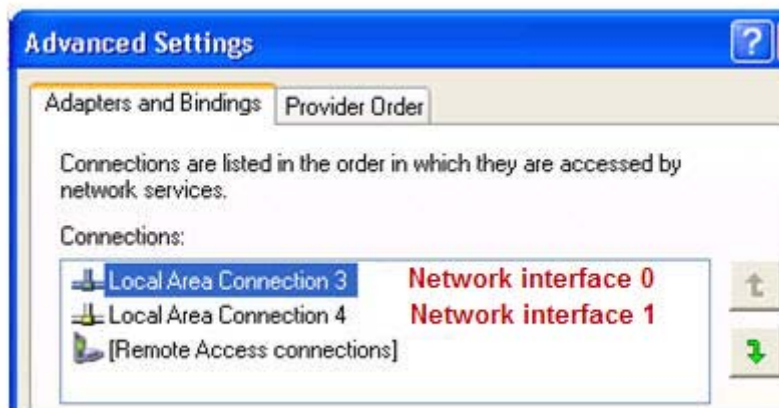 Advanced Settings
?
Adapters and Bindings Provider Order
Connections are listed in the order in which they are accessed by
network services.
Connections:
Local Area Connection 3 Network interface 0
Local Area Connection 4 Network interface 1
[Remote Access connections]